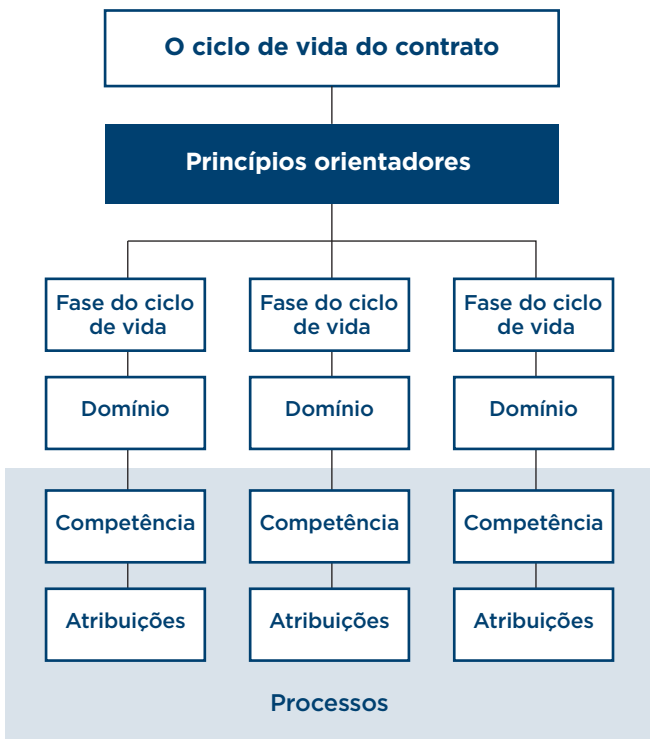 O ciclo de vida do contrato
Princípios orientadores
Fase do ciclo
de vida
Fase do ciclo
de vida
Fase do ciclo
de vida
Domínio
Domínio
Domínio
Competência
Competência
Competência
Atribuições
Atribuições
Atribuições
Processos